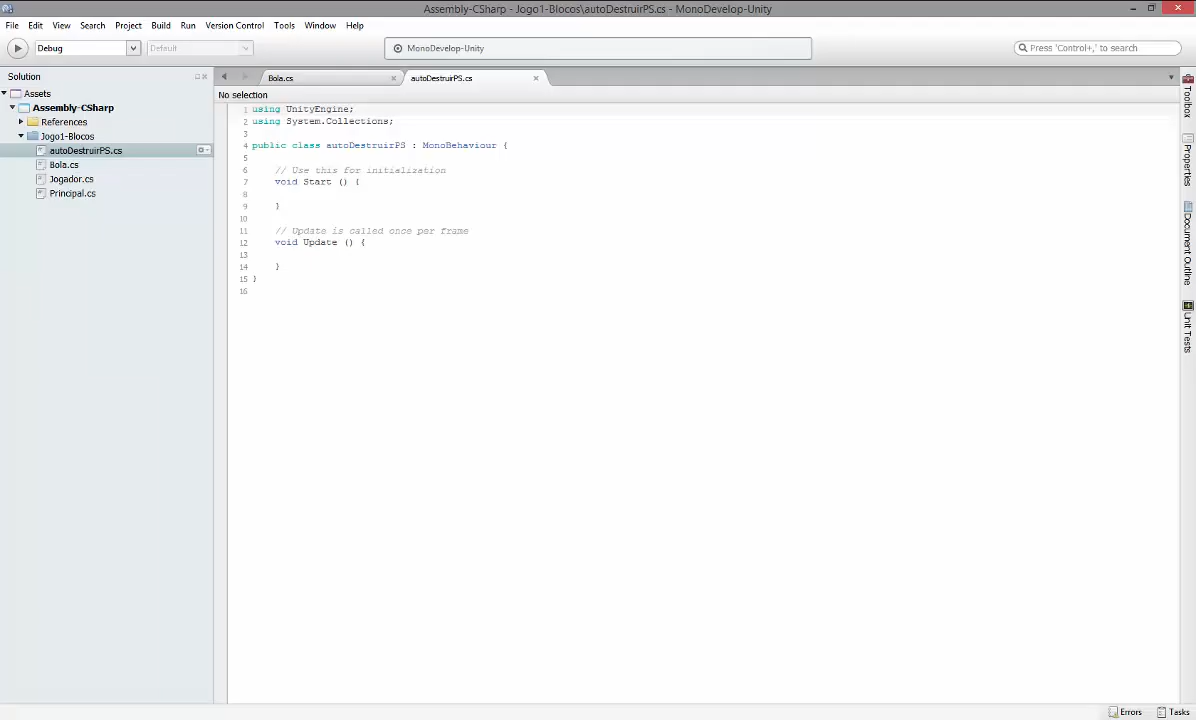 Assembly-CSharp - Jogo1-Blocos\autoDestruirPS.cs - MonoDevelop-Unity
File Edit View Search Project Build Run Version Control Tools Window Help
Debug Default MonoDevelop-Unity Press 'Control+,' to search
Solution
Assets
Assembly-CSharp
References
Jogo1-Blocos
autoDestruirPS.cs
Bola.cs
Jogador.cs
Principal.cs
Bola.cs autoDestruirPS.cs
No selection
1 using UnityEngine;
2 using System.Collections;
3
4 public class autoDestruirPS : MonoBehaviour {
5
6 // Use this for initialization
7 void Start () {
8
9 }
10
11 // Update is called once per frame
12 void Update () {
13
14 }
15 }
16
Toolbox
Properties
Document Outline
Unit Tests
Errors Tasks